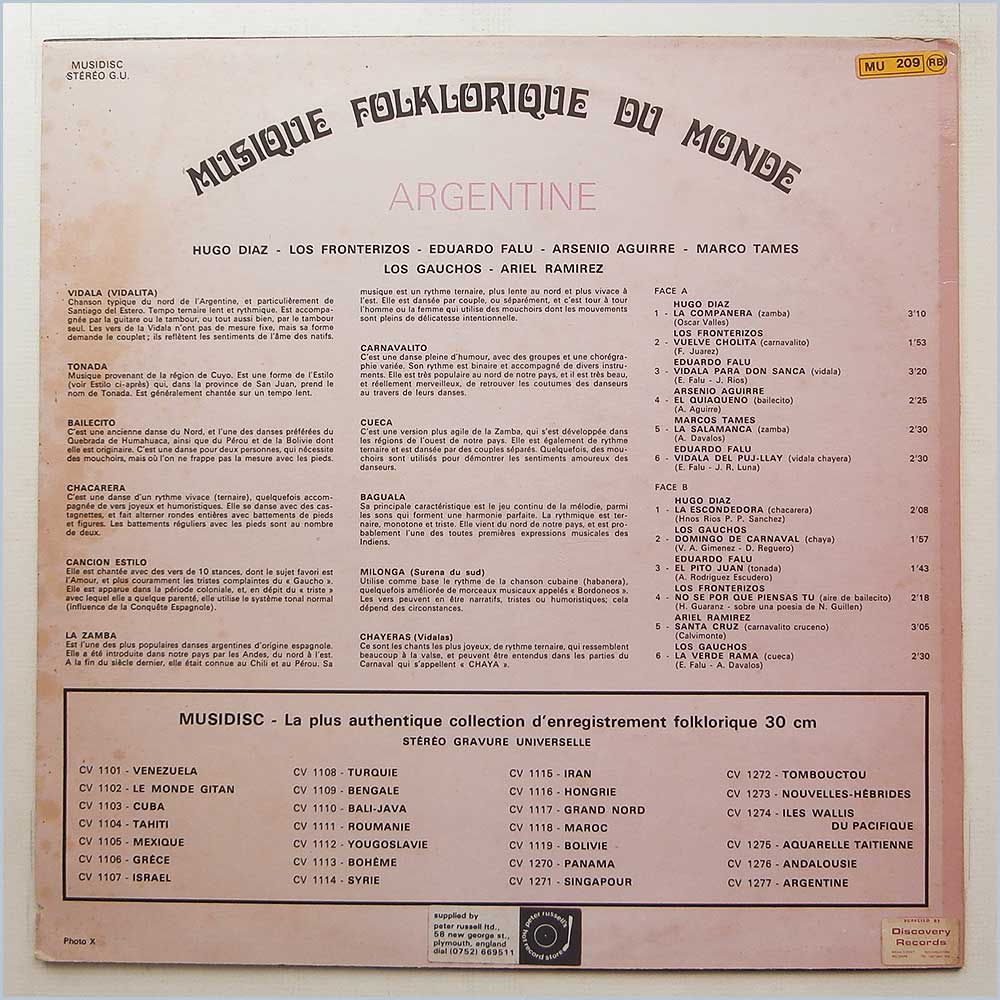 MUSIDISC
STÉRÉO G.U.
MU 209 RB
MUSIQUE FOLKLORIQUE DU MONDE
ARGENTINE
HUGO DIAZ - LOS FRONTERIZOS - EDUARDO FALU - ARSENIO AGUIRRE - MARCO TAMES
LOS GAUCHOS - ARIEL RAMIREZ
VIDALA (VIDALITA)
Chanson typique du nord de l'Argentine, et particulièrement de
Santiago del Estero. Tempo ternaire lent et rythmique. Est accompa-
gnée par la guitare ou le tambour, ou tout aussi bien, par le tambour
seul. Les vers de la Vidala n'ont pas de mesure fixe, mais sa forme
demande le couplet ; ils reflètent les sentiments de l'âme des natifs.
TONADA
Musique provenant de la région de Cuyo. Est une forme de l'Estilo
(voir Estilo ci-après) qui, dans la province de San Juan, prend le
nom de Tonada. Est généralement chantée sur un tempo lent.
BAILECITO
C'est une ancienne danse du Nord, et l'une des danses préférées du
Quebrada de Humahuaca, ainsi que du Pérou et de la Bolivie dont
elle est originaire. C'est une danse pour deux personnes, qui nécessite
des mouchoirs, mais où l'on ne frappe pas la mesure avec les pieds.
CHACARERA
C'est une danse d'un rythme vivace (ternaire), quelquefois accom-
pagnée de vers joyeux et humoristiques. Elle se danse avec des cas-
tagnettes, et fait alterner rondes entières avec battements de pieds
et figures. Les battements réguliers avec les pieds sont au nombre
de deux.
CANCION ESTILO
Elle est chantée avec des vers de 10 stances, dont le sujet favori est
l'Amour, et plus couramment les tristes complaintes du « Gaucho ».
Elle est apparue dans la période coloniale, et, en dépit du « triste »
avec lequel elle a quelque parenté, elle utilise le système tonal normal
(influence de la Conquête Espagnole).
LA ZAMBA
Est l'une des plus populaires danses argentines d'origine espagnole.
Elle a été introduite dans notre pays par les Andes, du nord à l'est.
A la fin du siècle dernier, elle était connue au Chili et au Pérou. Sa
musique est un rythme ternaire, plus lente au nord et plus vivace à
l'est. Elle est dansée par couple, ou séparément, et c'est tour à tour
l'homme ou la femme qui utilise des mouchoirs dont les mouvements
sont pleins de délicatesse intentionnelle.
CARNAVALITO
C'est une danse pleine d'humour, avec des groupes et une chorégra-
phie variée. Son rythme est binaire et accompagné de divers instru-
ments. Elle est très populaire au nord de notre pays, et il est très beau,
et réellement merveilleux, de retrouver les coutumes des danseurs
au travers de leurs danses.
CUECA
C'est une version plus agile de la Zamba, qui s'est développée dans
les régions de l'ouest de notre pays. Elle est également de rythme
ternaire et est dansée par des couples séparés. Quelquefois, des mou-
choirs sont utilisés pour démontrer les sentiments amoureux des
danseurs.
BAGUALA
Sa principale caractéristique est le jeu continu de la mélodie, parmi
les sons qui forment une harmonie parfaite. La rythmique est ter-
naire, monotone et triste. Elle vient du nord de notre pays, et est pro-
bablement l'une des toutes premières expressions musicales des
Indiens.
MILONGA (Surena du sud)
Utilise comme base le rythme de la chanson cubaine (habanera),
quelquefois améliorée de morceaux musicaux appelés « Bordoneos ».
Les vers peuvent en être narratifs, tristes ou humoristiques ; cela
dépend des circonstances.
CHAYERAS (Vidalas)
Ce sont les chants les plus joyeux, de rythme ternaire, qui ressemblent
beaucoup à la valse, et peuvent être entendus dans les parties du
Carnaval qui s'appellent « CHAYA ».
FACE A
HUGO DIAZ
1 - LA COMPANERA (zamba) 3'10
(Oscar Valles)
LOS FRONTERIZOS
2 - VUELVE CHOLITA (carnavalito) 1'53
(F. Juarez)
EDUARDO FALU
3 - VIDALA PARA DON SANCA (vidala) 3'20
(E. Falu - J. Rios)
ARSENIO AGUIRRE
4 - EL QUIAQUENO (bailecito) 2'25
(A. Aguirre)
MARCOS TAMES
5 - LA SALAMANCA (zamba) 2'30
(A. Davalos)
EDUARDO FALU
6 - VIDALA DEL PUJ-LLAY (vidala chayera) 2'30
(E. Falu - J. R. Luna)
FACE B
HUGO DIAZ
1 - LA ESCONDEDORA (chacarera) 2'08
(Hnos Rios P. P. Sanchez)
LOS GAUCHOS
2 - DOMINGO DE CARNAVAL (chaya) 1'57
(V. A. Gimenez - D. Reguero)
EDUARDO FALU
3 - EL PITO JUAN (tonada) 1'43
(A. Rodriguez Escudero)
LOS FRONTERIZOS
4 - NO SE POR QUE PIENSAS TU (aire de bailecito) 2'18
(H. Guaranz - sobre una poesia de N. Guillen)
ARIEL RAMIREZ
5 - SANTA CRUZ (carnavalito cruceno) 3'05
(Calvimonte)
LOS GAUCHOS
6 - LA VERDE RAMA (cueca) 2'30
(E. Falu - A. Davalos)
MUSIDISC - La plus authentique collection d'enregistrement folklorique 30 cm
STÉRÉO GRAVURE UNIVERSELLE
CV 1101 - VENEZUELA
CV 1102 - LE MONDE GITAN
CV 1103 - CUBA
CV 1104 - TAHITI
CV 1105 - MEXIQUE
CV 1106 - GRÈCE
CV 1107 - ISRAEL
CV 1108 - TURQUIE
CV 1109 - BENGALE
CV 1110 - BALI-JAVA
CV 1111 - ROUMANIE
CV 1112 - YOUGOSLAVIE
CV 1113 - BOHÊME
CV 1114 - SYRIE
CV 1115 - IRAN
CV 1116 - HONGRIE
CV 1117 - GRAND NORD
CV 1118 - MAROC
CV 1119 - BOLIVIE
CV 1270 - PANAMA
CV 1271 - SINGAPOUR
CV 1272 - TOMBOUCTOU
CV 1273 - NOUVELLES-HÉBRIDES
CV 1274 - ILES WALLIS
DU PACIFIQUE
CV 1275 - AQUARELLE TAITIENNE
CV 1276 - ANDALOUSIE
CV 1277 - ARGENTINE
Photo X
supplied by
peter russell ltd.,
58 new george st.,
plymouth, england
dial (0752) 669511
peter russell's
hot record store
SUPPLIED BY
Discovery
Records